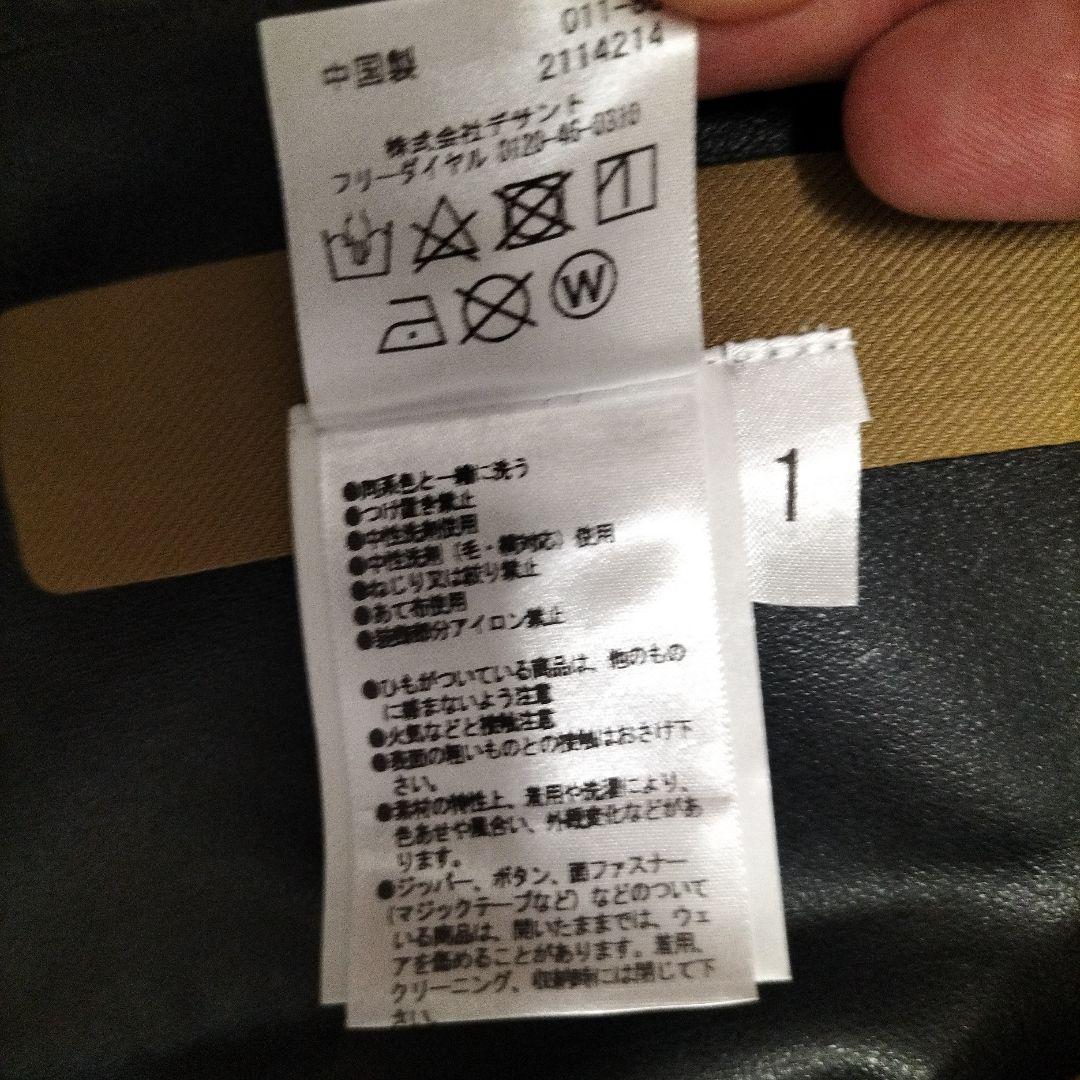 011-
2114214
中国製
株式会社デサント
フリーダイヤル 0120-46-0310
W
1
●同系色と一緒に洗う
●つけ置き禁止
●中性洗剤使用
●中性洗剤（毛・絹対応）使用
●ねじり又は絞り禁止
●あて布使用
●装飾部分アイロン禁止
●ひもがついている商品は、他のもの
に絡まないよう注意
●火気などと接触注意
●表面の粗いものとの接触はおさけ下
さい。
●素材の特性上、着用や洗濯により、
色あせや風合い、外観変化などがあ
ります。
●ジッパー、ボタン、面ファスナー
（マジックテープなど）などのついて
いる商品は、開いたままでは、ウェ
アを傷めることがあります。着用、
クリーニング、収納時には閉じて下
さい。